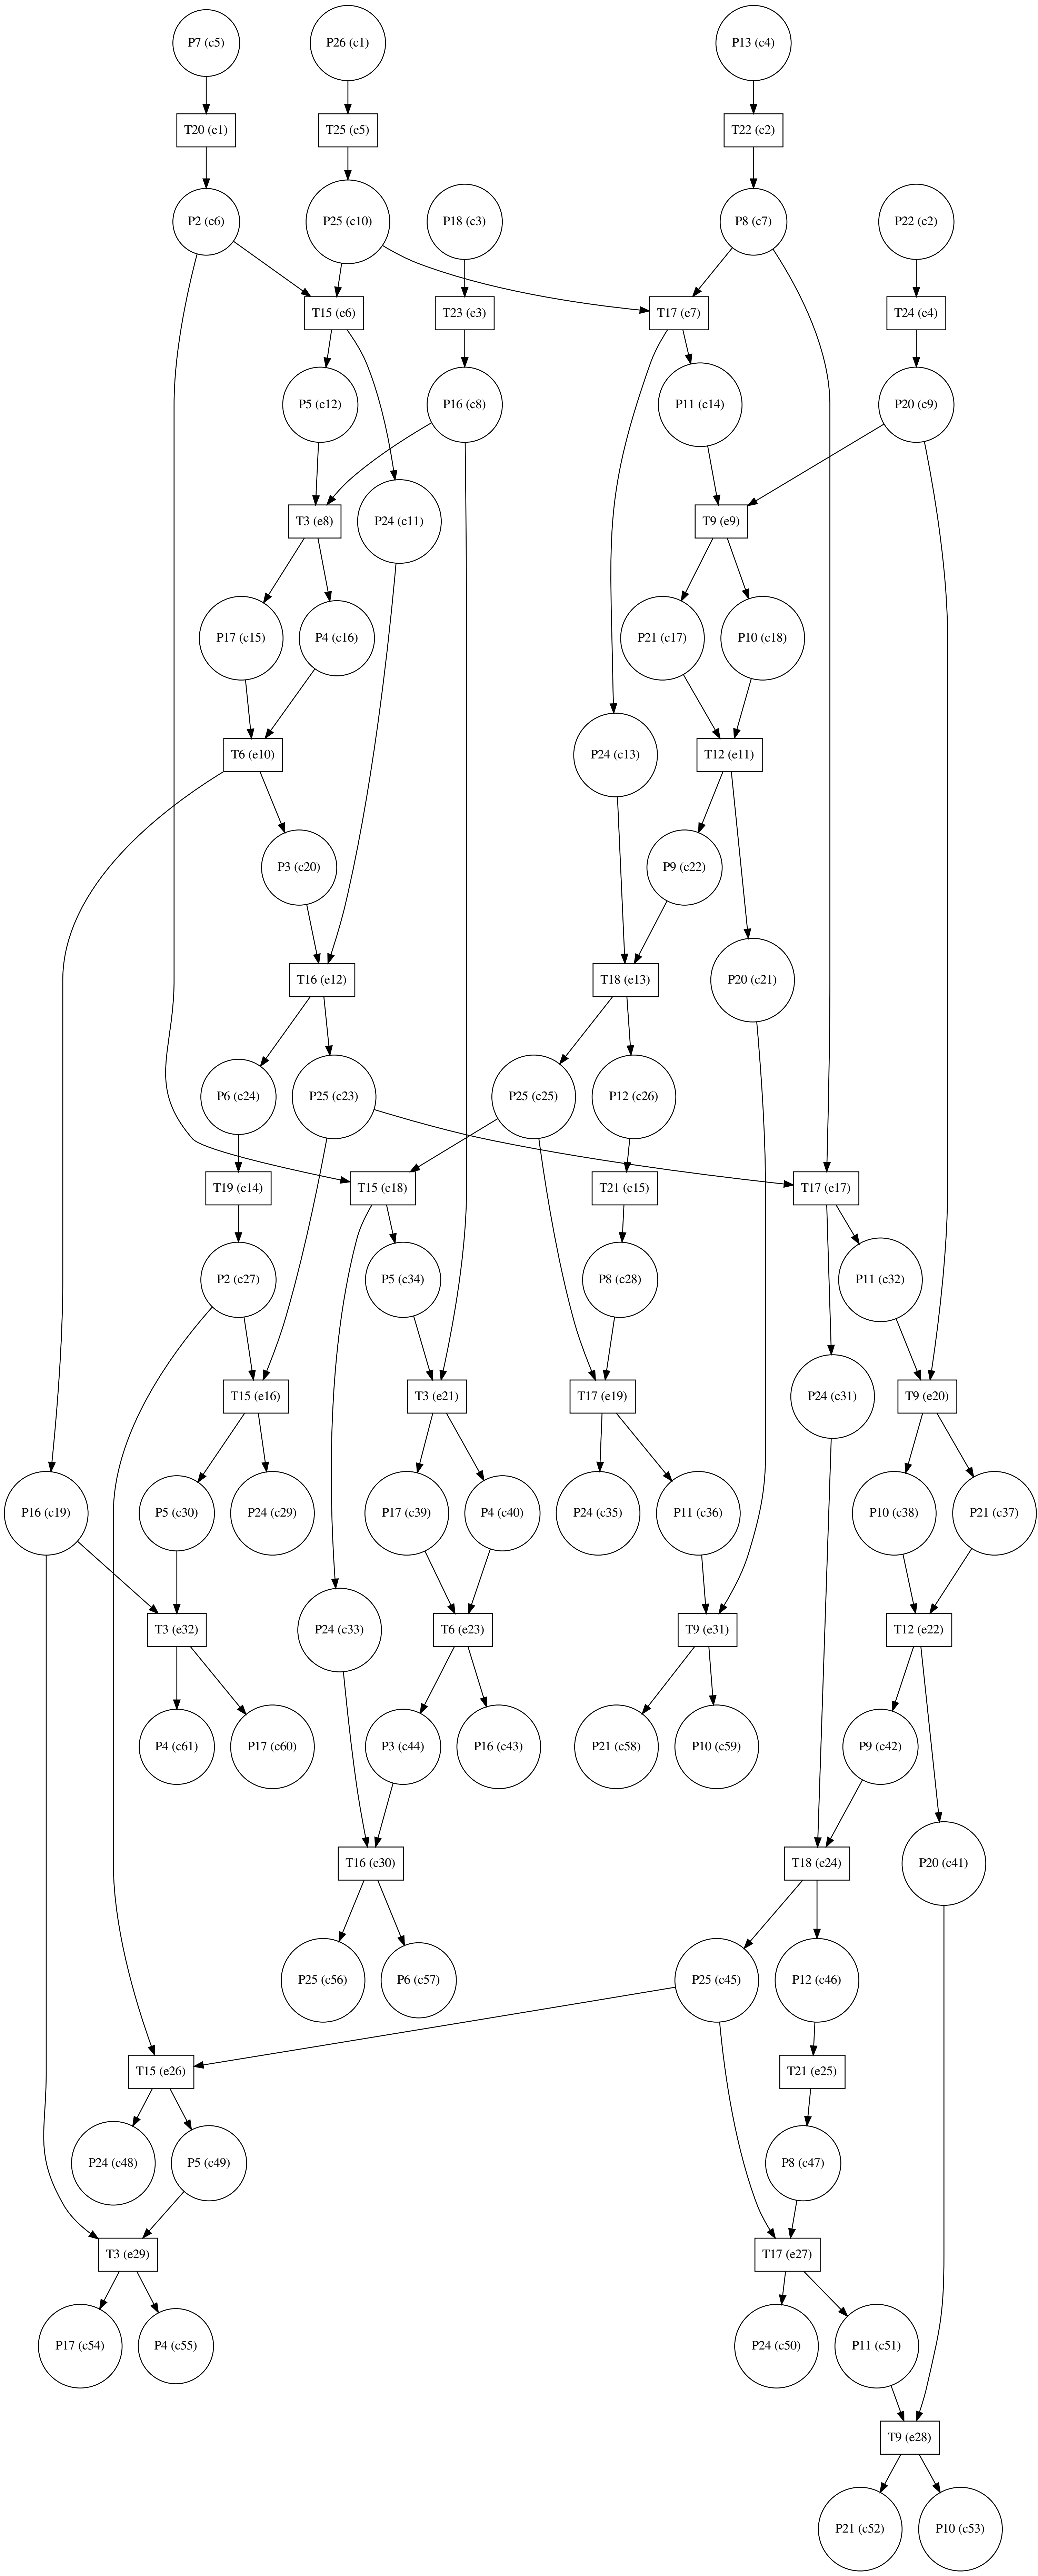 P7 (c5)
P26 (c1)
P13 (c4)
T20 (e1)
T25 (e5)
T22 (e2)
P2 (c6)
P25 (c10)
P18 (c3)
P8 (c7)
P22 (c2)
T15 (e6)
T23 (e3)
T17 (e7)
T24 (e4)
P5 (c12)
P16 (c8)
P11 (c14)
P20 (c9)
T3 (e8)
P24 (c11)
T9 (e9)
P17 (c15)
P4 (c16)
P21 (c17)
P10 (c18)
T6 (e10)
P24 (c13)
T12 (e11)
P3 (c20)
P9 (c22)
T16 (e12)
T18 (e13)
P20 (c21)
P6 (c24)
P25 (c23)
P25 (c25)
P12 (c26)
T19 (e14)
T15 (e18)
T21 (e15)
T17 (e17)
P2 (c27)
P5 (c34)
P8 (c28)
P11 (c32)
T15 (e16)
T3 (e21)
T17 (e19)
P24 (c31)
T9 (e20)
P16 (c19)
P5 (c30)
P24 (c29)
P17 (c39)
P4 (c40)
P24 (c35)
P11 (c36)
P10 (c38)
P21 (c37)
T3 (e32)
P24 (c33)
T6 (e23)
T9 (e31)
T12 (e22)
P4 (c61)
P17 (c60)
P3 (c44)
P16 (c43)
P21 (c58)
P10 (c59)
P9 (c42)
T16 (e30)
T18 (e24)
P20 (c41)
P25 (c56)
P6 (c57)
P25 (c45)
P12 (c46)
T15 (e26)
T21 (e25)
P24 (c48)
P5 (c49)
P8 (c47)
T3 (e29)
T17 (e27)
P17 (c54)
P4 (c55)
P24 (c50)
P11 (c51)
T9 (e28)
P21 (c52)
P10 (c53)